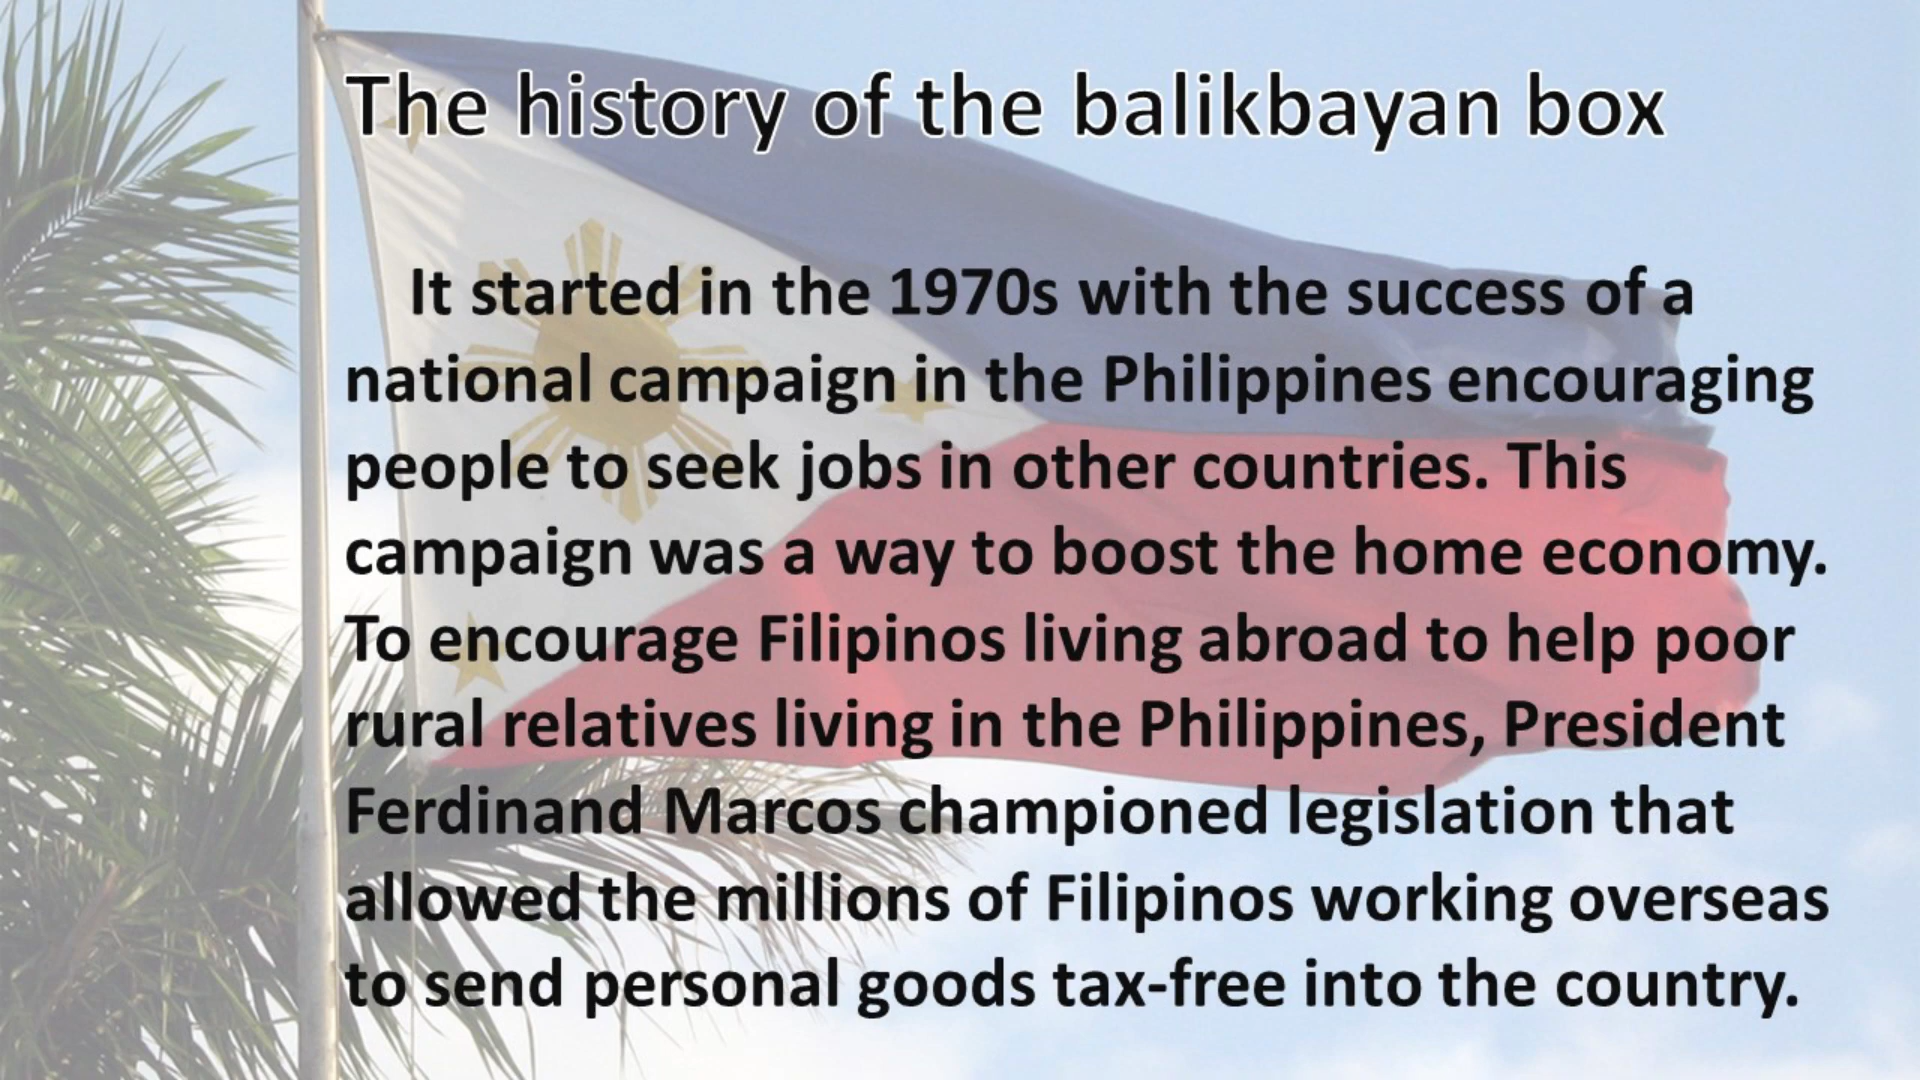 The history of the balikbayan box
It started in the 1970s with the success of a
national campaign in the Philippines encouraging
people to seek jobs in other countries. This
campaign was a way to boost the home economy.
To encourage Filipinos living abroad to help poor
rural relatives living in the Philippines, President
Ferdinand Marcos championed legislation that
allowed the millions of Filipinos working overseas
to send personal goods tax-free into the country.